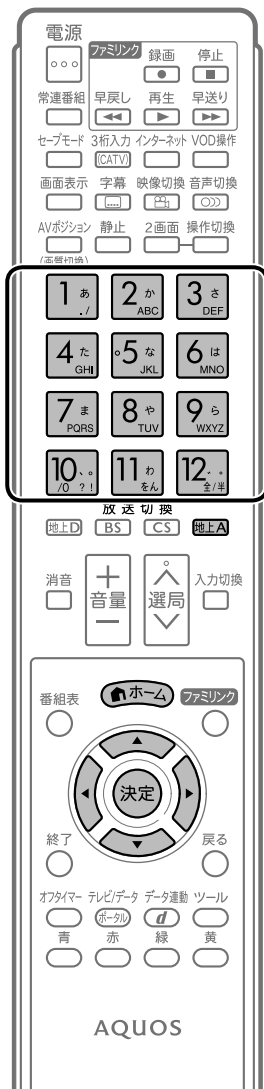 電源
ファミリンク 録画 停止
常連番組 早戻し 再生 早送り
セーブモード 3桁入力 インターネット VOD操作
(CATV)
画面表示 字幕 映像切換 音声切換
AVポジション 静止 2画面 操作切換
(画質切換)
1 あ ./
2 か ABC
3 さ DEF
4 た GHI
5 な JKL
6 は MNO
7 ま PQRS
8 や TUV
9 ら WXYZ
10 、。 /0 ?!
11 わ をん
12 ゛゜ 全/半
放送切換
地上D BS CS 地上A
消音 + 音量 − 選局 入力切換
番組表 ホーム ファミリンク
決定
終了 戻る
オフタイマー テレビ/データ データ連動 ツール
ポータル d
青 赤 緑 黄
AQUOS